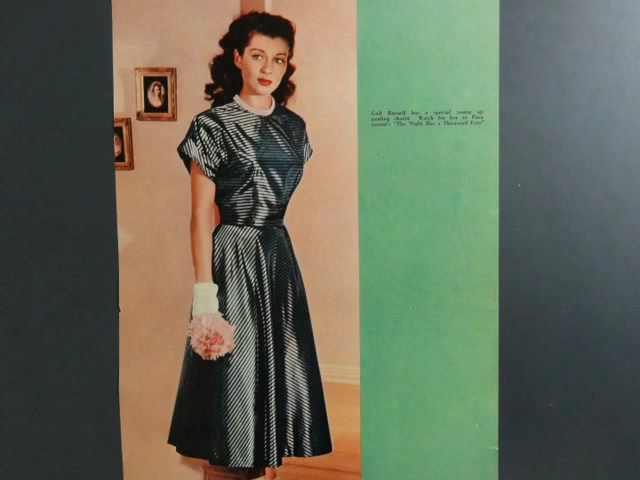 Gail Russell has a special young ap
pealing charm. Watch for her in Para
mount's "The Night Has a Thousand Eyes"